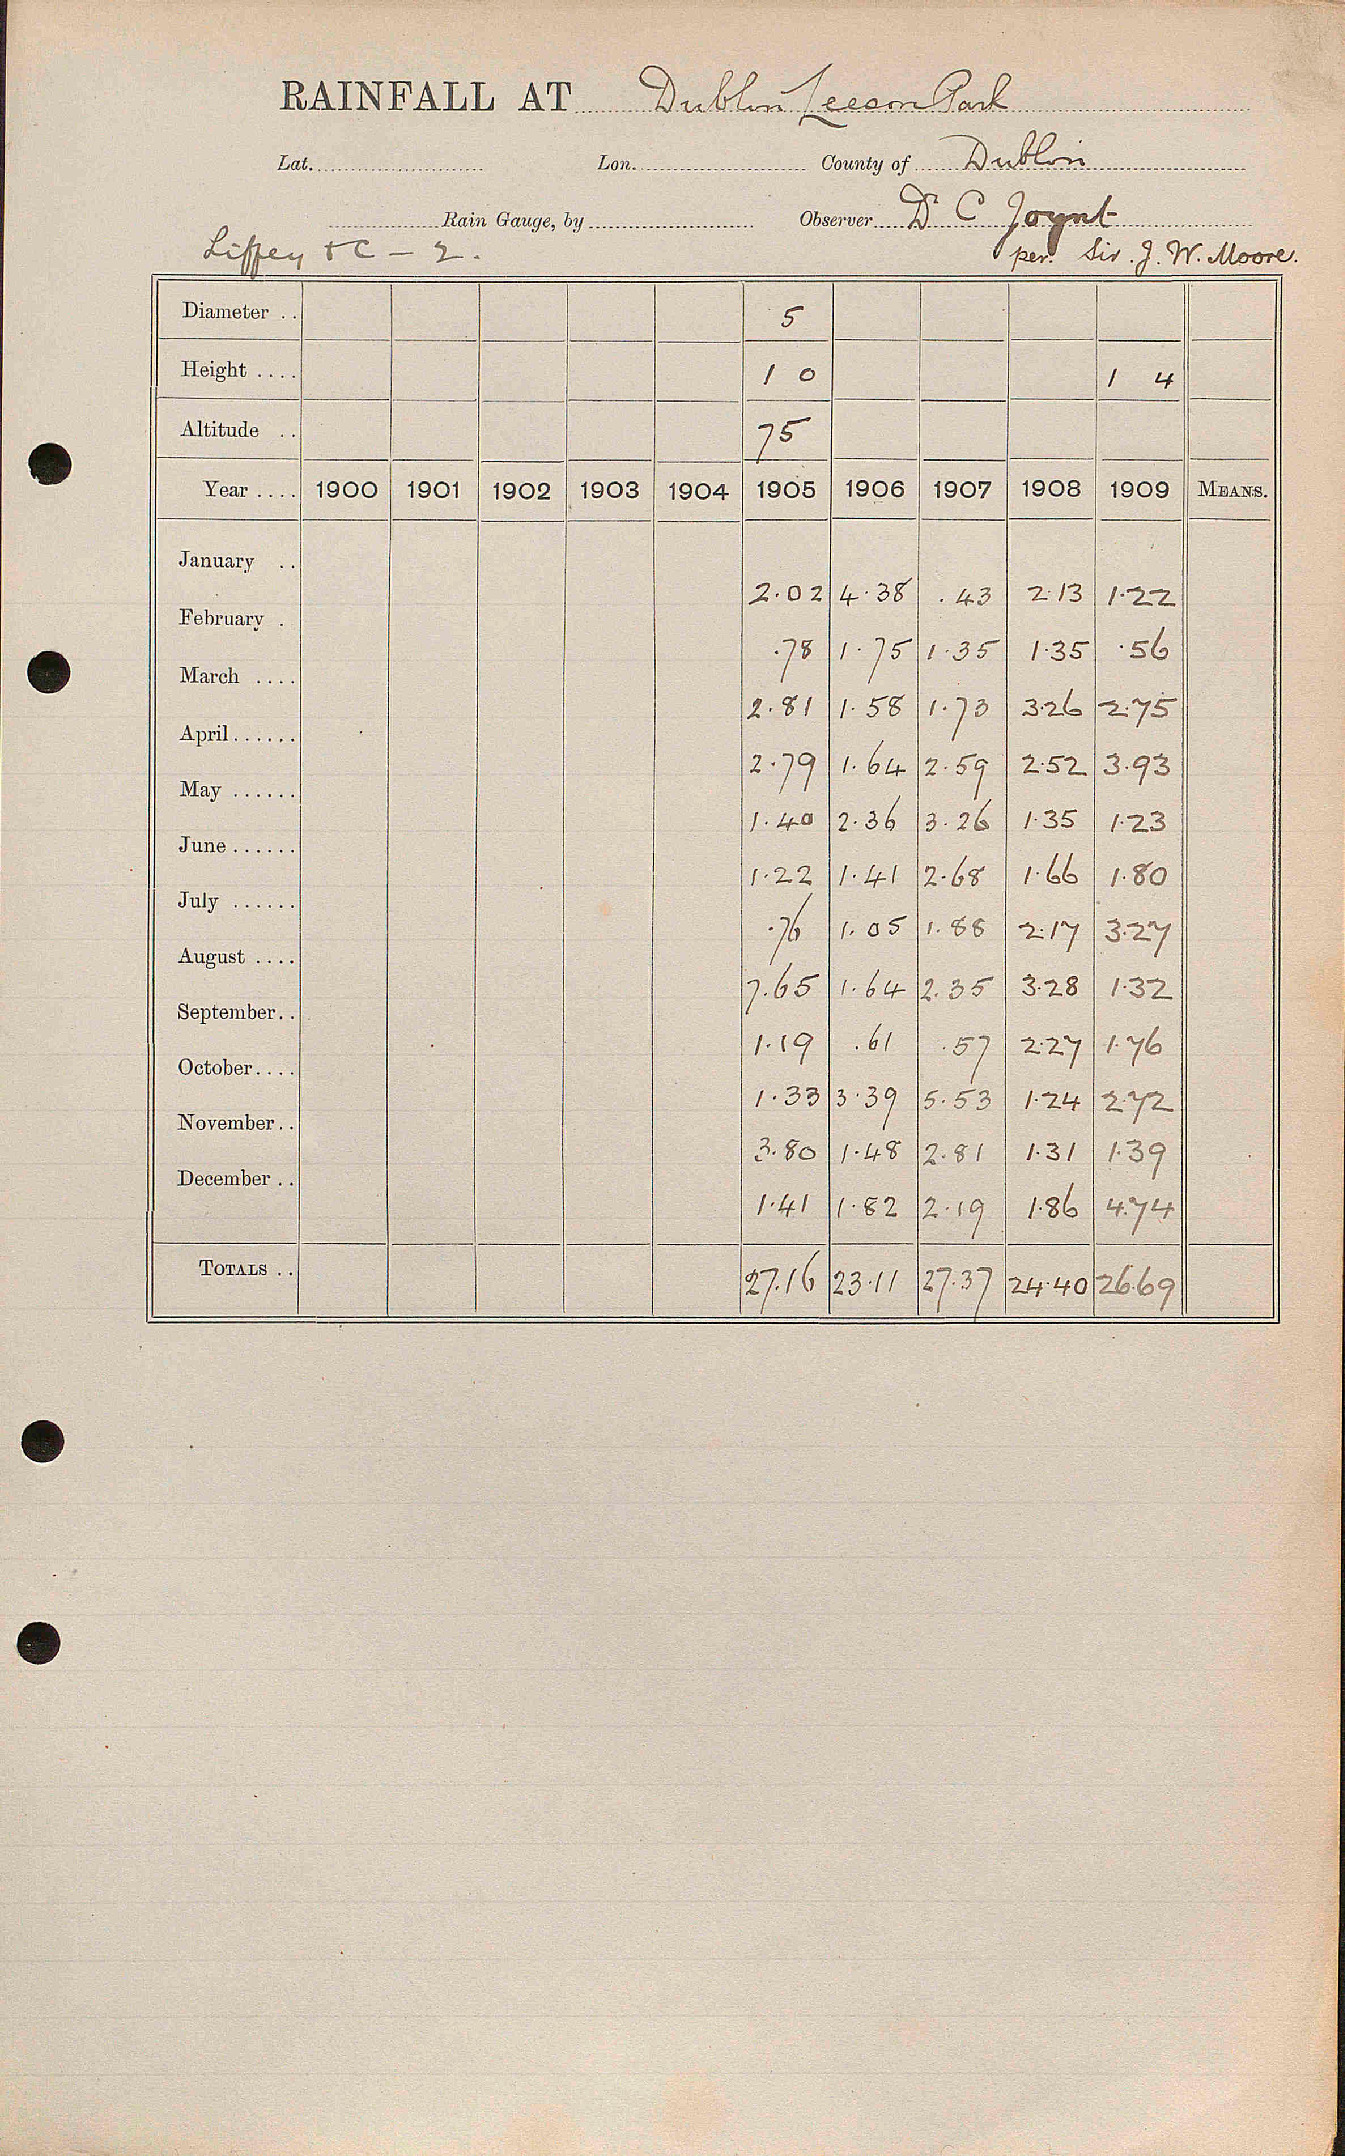 RAINFALL AT Dublin Leeson Park
Lat. Lon. County of Dublin
Rain Gauge, by Observer Dr C Joynt
Liffey & C – 2. per. Sir. J. W. Moore.
Diameter . . 5
Height . . . . 1 0 1 4
Altitude . . 75
Year . . . . 1900 1901 1902 1903 1904 1905 1906 1907 1908 1909 MEANS.
January . . 2.02 4.38 .43 2.13 1.22
February . .78 1.75 1.35 1.35 .56
March . . . . 2.81 1.58 1.73 3.26 2.75
April . . . . . . 2.79 1.64 2.59 2.52 3.93
May . . . . . . 1.40 2.36 3.26 1.35 1.23
June . . . . . . 1.22 1.41 2.68 1.66 1.80
July . . . . . . .76 1.05 1.88 2.17 3.27
August . . . . 7.65 1.64 2.35 3.28 1.32
September . . 1.19 .61 .57 2.27 1.76
October . . . . 1.33 3.39 5.53 1.24 2.72
November . . 3.80 1.48 2.81 1.31 1.39
December . . 1.41 1.82 2.19 1.86 4.74
TOTALS . . 27.16 23.11 27.37 24.40 26.69